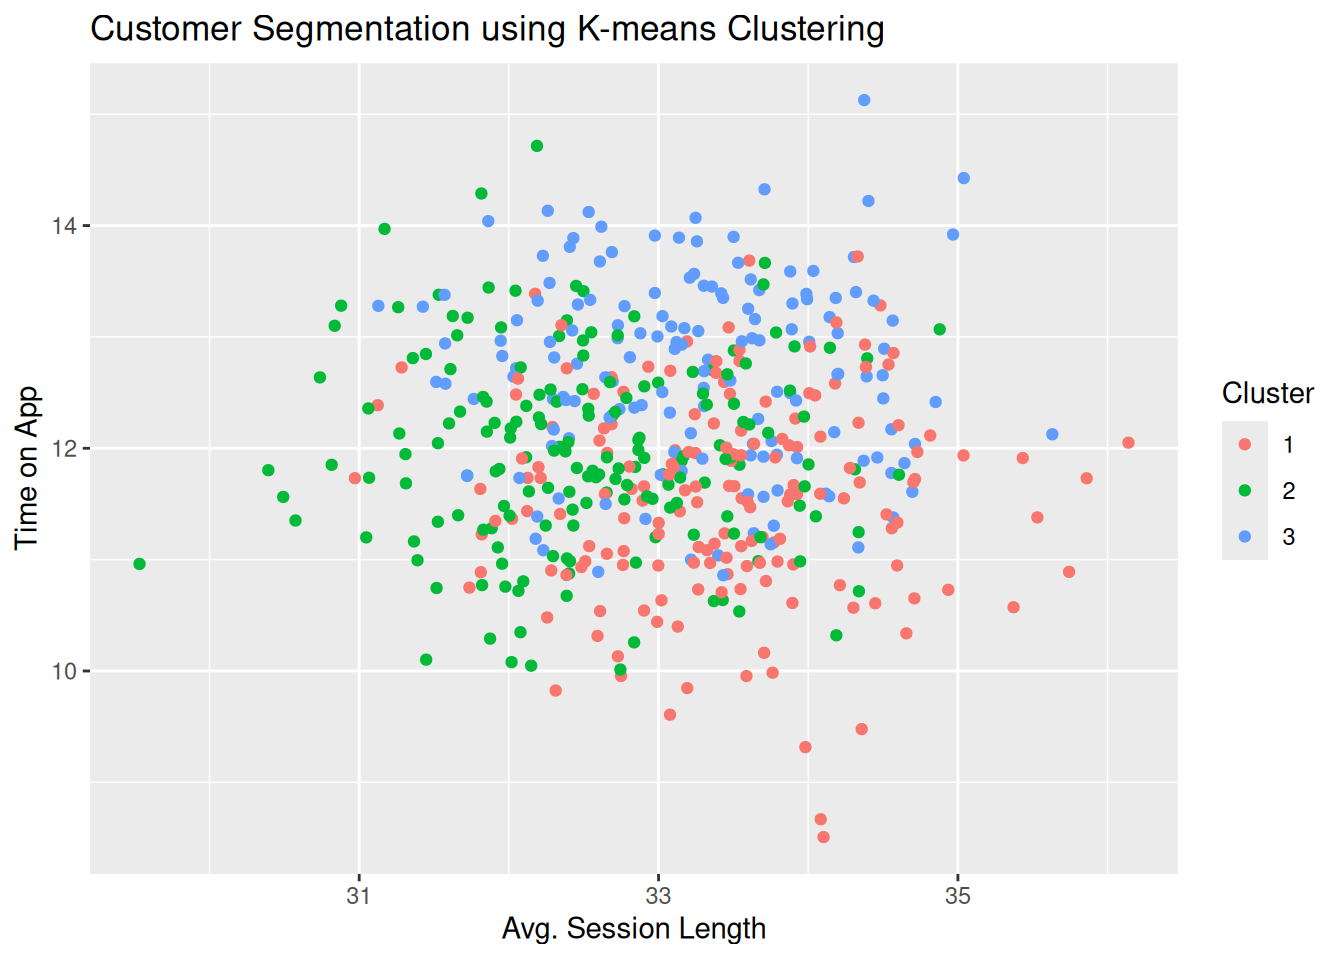 Customer Segmentation using K-means Clustering
Time on App
14
12
10
31
33
35
Avg. Session Length
Cluster
1
2
3